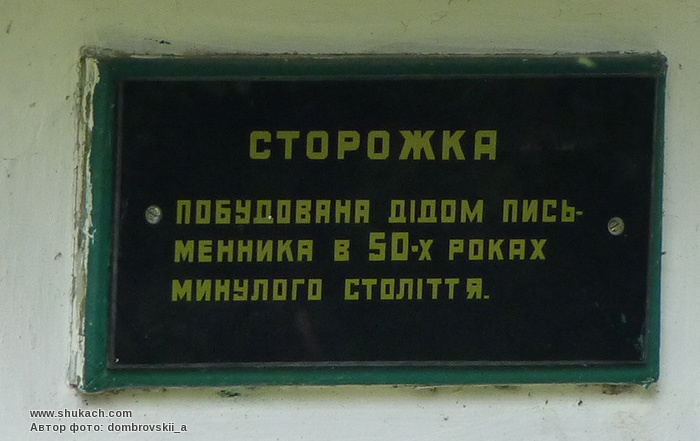 СТОРОЖКА
ПОБУДОВАНА ДІДОМ ПИСЬ-
МЕННИКА В 50-Х РОКАХ
МИНУЛОГО СТОЛІТТЯ.
www.shukach.com
Автор фото: dombrovskii_a